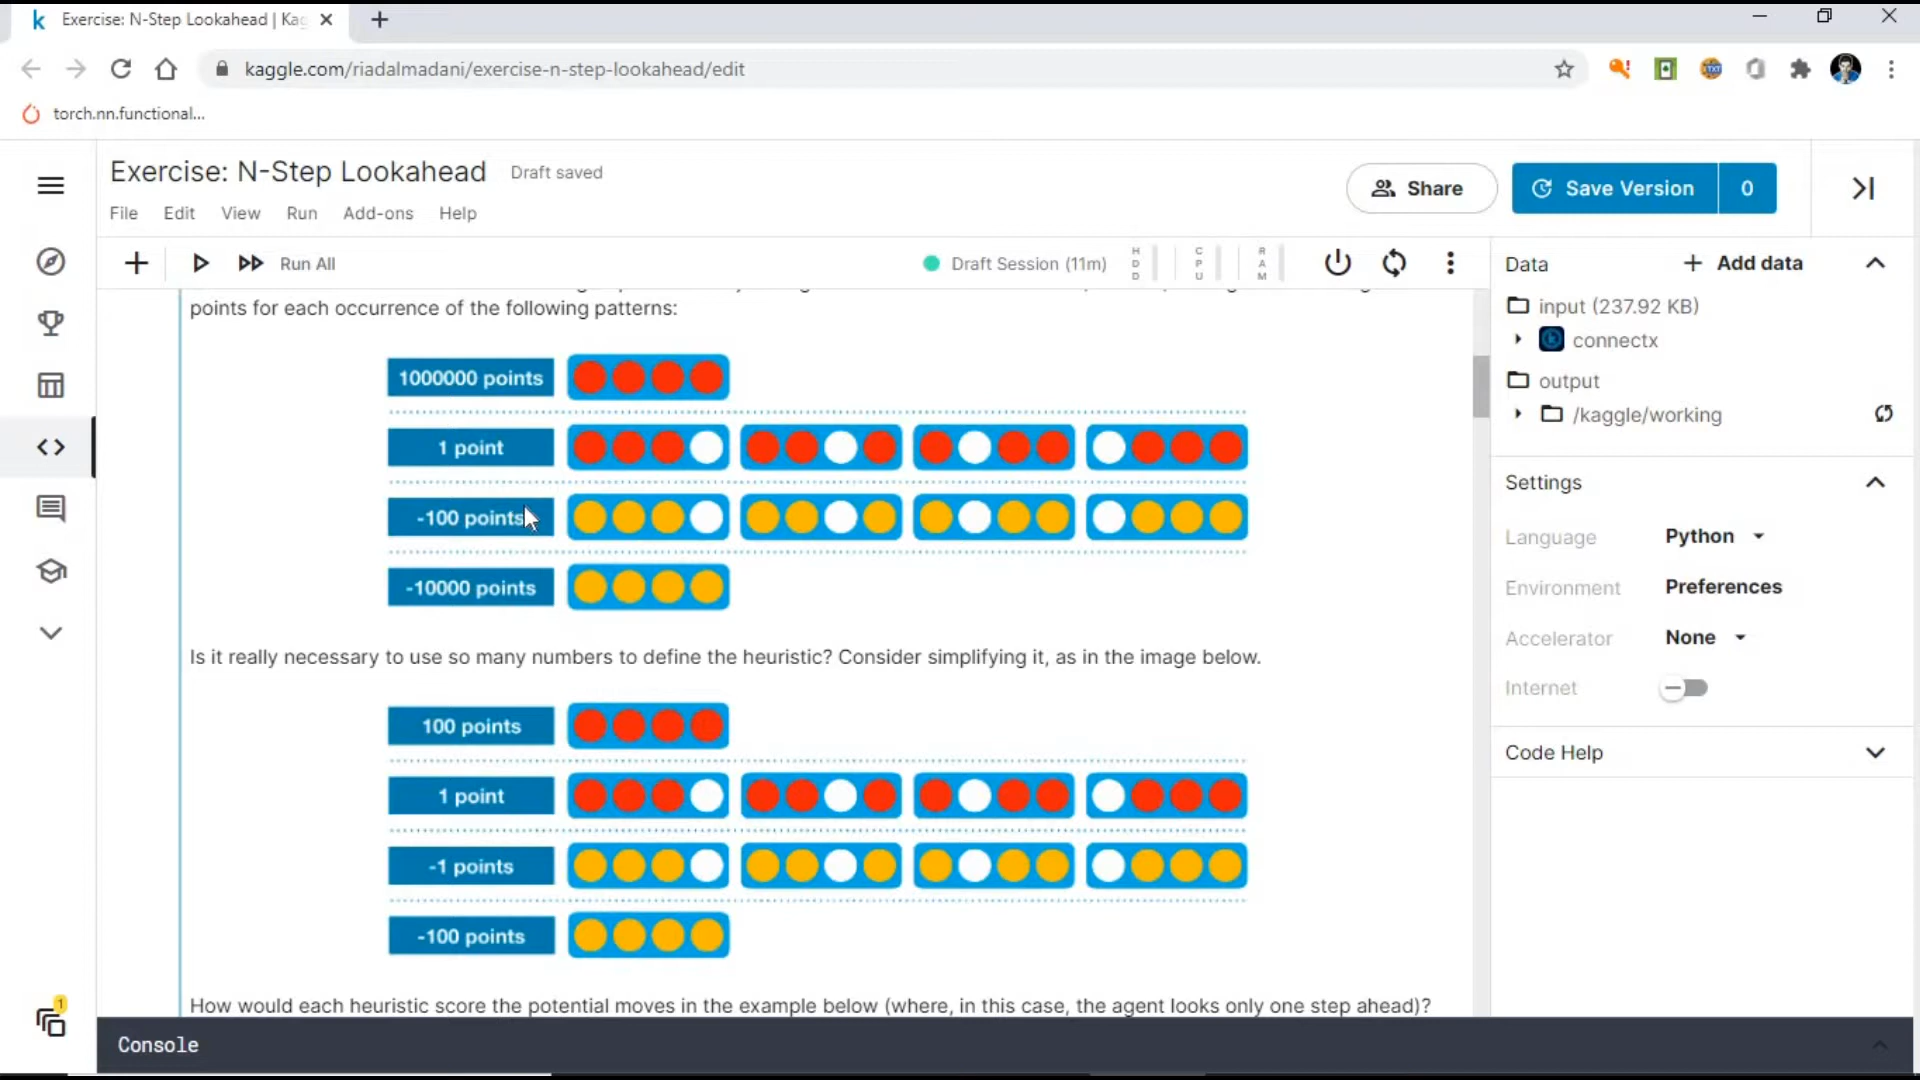 Exercise: N-Step Lookahead | Kag
kaggle.com/riadalmadani/exercise-n-step-lookahead/edit
torch.nn.functional...
Exercise: N-Step Lookahead
Draft saved
File Edit View Run Add-ons Help
Share
Save Version 0
Run All
Draft Session (11m)
HDD
CPU
RAM
points for each occurrence of the following patterns:
1000000 points
1 point
-100 points
-10000 points
Is it really necessary to use so many numbers to define the heuristic? Consider simplifying it, as in the image below.
100 points
1 point
-1 points
-100 points
How would each heuristic score the potential moves in the example below (where, in this case, the agent looks only one step ahead)?
Console
1
Data
Add data
input (237.92 KB)
connectx
output
/kaggle/working
Settings
Language Python
Environment Preferences
Accelerator None
Internet
Code Help